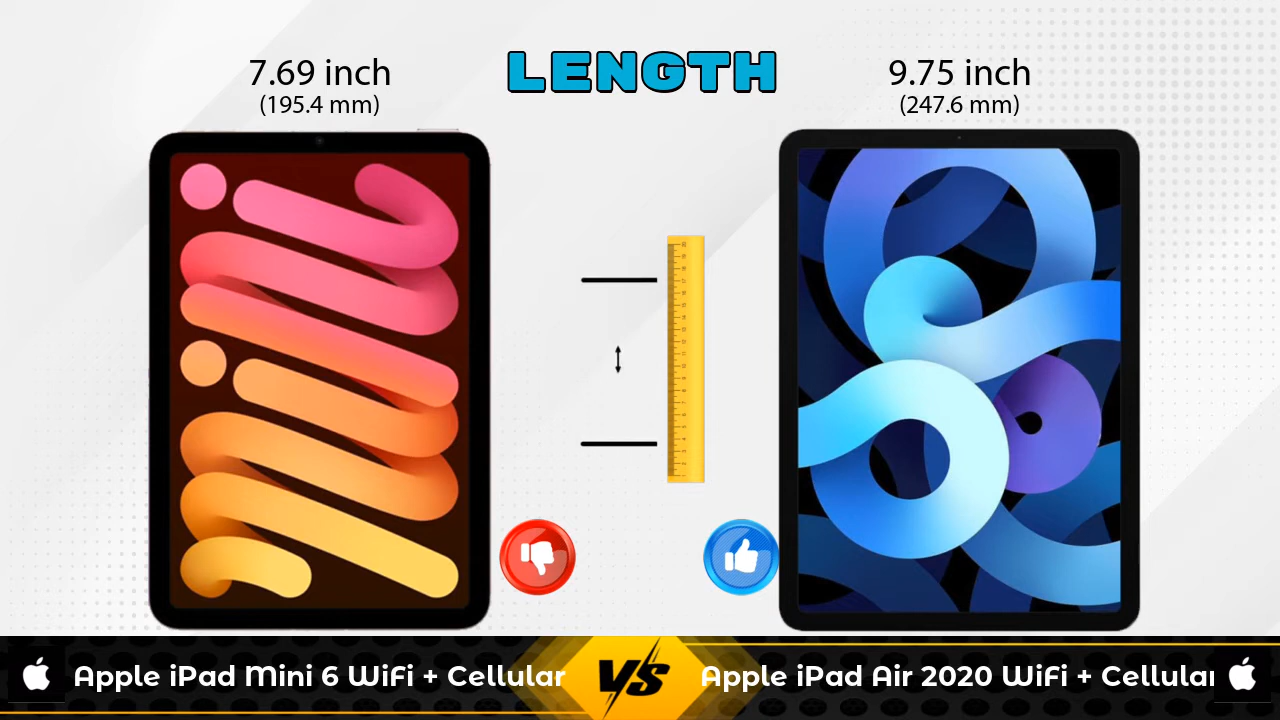 LENGTH
7.69 inch
(195.4 mm)
9.75 inch
(247.6 mm)
Apple iPad Mini 6 WiFi + Cellular
VS
Apple iPad Air 2020 WiFi + Cellular